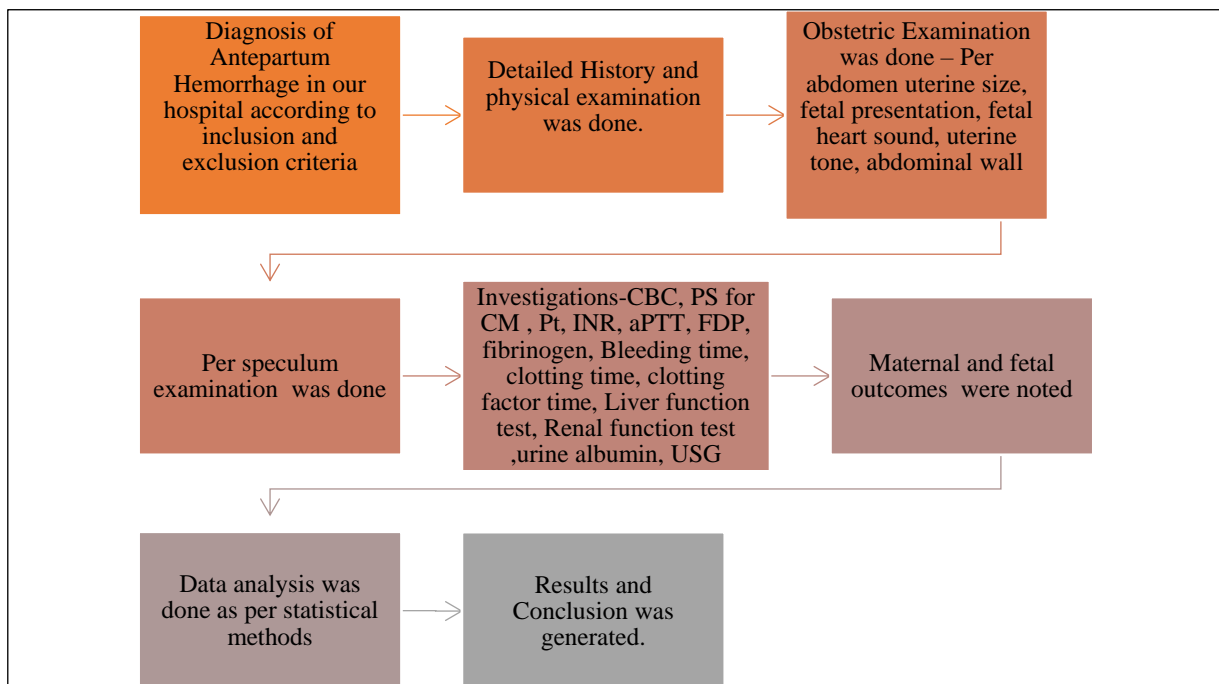 Diagnosis of
Antepartum
Hemorrhage in our
hospital according to
inclusion and
exclusion criteria
Detailed History and
physical examination
was done.
Obstetric Examination
was done – Per
abdomen uterine size,
fetal presentation, fetal
heart sound, uterine
tone, abdominal wall
Per speculum
examination was done
Investigations-CBC, PS for
CM , Pt, INR, aPTT, FDP,
fibrinogen, Bleeding time,
clotting time, clotting
factor time, Liver function
test, Renal function test
,urine albumin, USG
Maternal and fetal
outcomes were noted
Data analysis was
done as per statistical
methods
Results and
Conclusion was
generated.